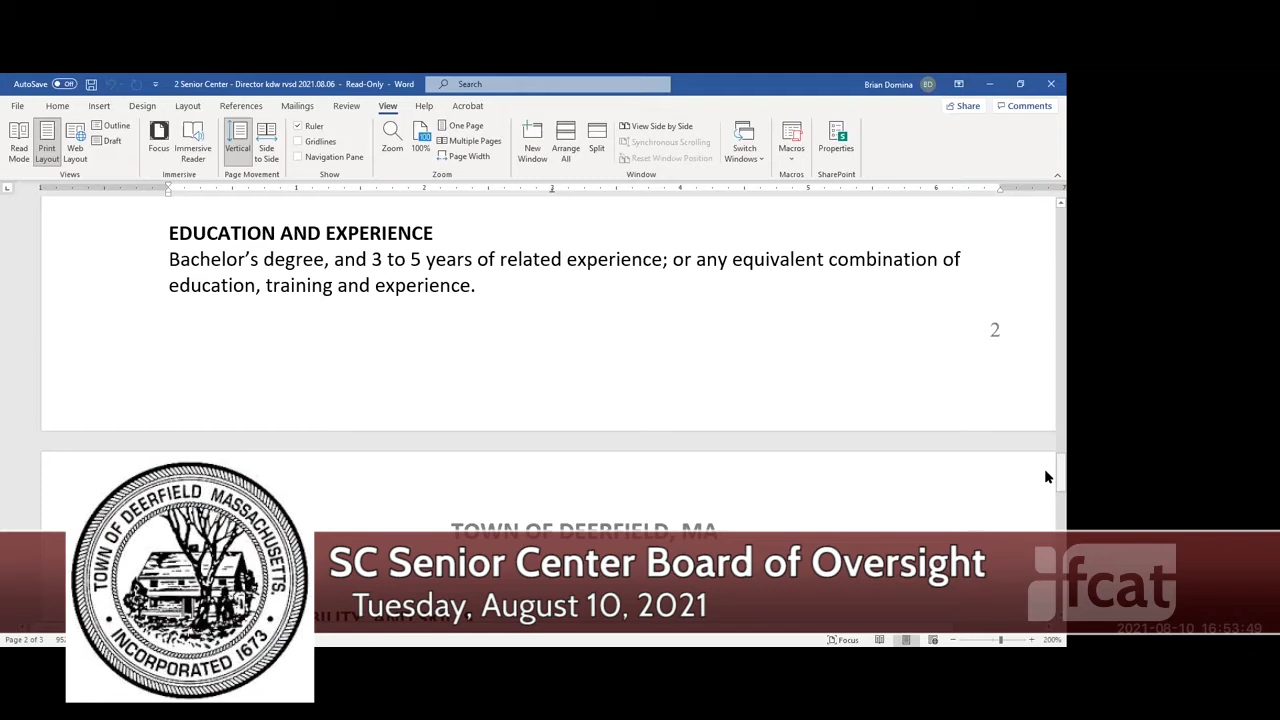 AutoSave Off
2 Senior Center - Director kdw rvsd 2021.08.06 - Read-Only - Word
Search
Brian Domina BD
File Home Insert Design Layout References Mailings Review View Help Acrobat Share Comments
Read Mode
Print Layout
Web Layout
Outline
Draft
Views
Focus
Immersive Reader
Immersive
Vertical
Side to Side
Page Movement
Ruler
Gridlines
Navigation Pane
Show
Zoom
100%
One Page
Multiple Pages
Page Width
Zoom
New Window
Arrange All
Split
View Side by Side
Synchronous Scrolling
Reset Window Position
Window
Switch Windows
Macros
Macros
Properties
SharePoint
1 2 3 4 5 6 7
EDUCATION AND EXPERIENCE
Bachelor's degree, and 3 to 5 years of related experience; or any equivalent combination of
education, training and experience.
2
TOWN OF DEERFIELD, MA
TOWN OF DEERFIELD MASSACHUSETTS.
INCORPORATED 1673
SC Senior Center Board of Oversight
Tuesday, August 10, 2021
fcat
2021-08-10 16:53:49
Page 2 of 3
Focus
200%